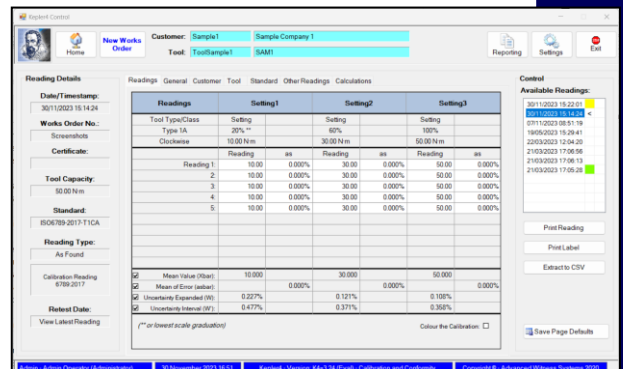 Kepler4 Control
Home
New Works Order
Customer: Sample1 Sample Company 1
Tool: ToolSample1 SAM1
Reporting Settings Exit
Reading Details
Date/Timestamp:
30/11/2023 15:14:24
Works Order No.:
Screenshots
Certificate:
Tool Capacity:
50.00 N·m
Standard:
ISO6789-2017-T1CA
Reading Type:
As Found
Calibration Reading
6789:2017
Retest Date:
View Latest Reading
Readings General Customer Tool Standard Other Readings Calculations
Readings Setting1 Setting2 Setting3
Tool Type/Class Setting Setting Setting
Type 1A 20% ** 60% 100%
Clockwise 10.00 N·m 30.00 N·m 50.00 N·m
Reading as Reading as Reading as
Reading 1: 10.00 0.000% 30.00 0.000% 50.00 0.000%
2: 10.00 0.000% 30.00 0.000% 50.00 0.000%
3: 10.00 0.000% 30.00 0.000% 50.00 0.000%
4: 10.00 0.000% 30.00 0.000% 50.00 0.000%
5: 10.00 0.000% 30.00 0.000% 50.00 0.000%
Mean Value (Xbar): 10.000 30.000 50.000
Mean of Error (asbar): 0.000% 0.000% 0.000%
Uncertainty Expanded (W): 0.227% 0.121% 0.108%
Uncertainty Interval (W'): 0.477% 0.371% 0.358%
(** or lowest scale graduation) Colour the Calibration:
Control
Available Readings:
30/11/2023 15:22:01
30/11/2023 15:14:24 <
07/11/2023 08:51:19
19/05/2023 15:29:41
22/03/2023 12:04:20
21/03/2023 17:06:56
21/03/2023 17:06:13
21/03/2023 17:05:28
Print Reading
Print Label
Extract to CSV
Save Page Defaults
Admin - Admin Operator (Administrator) 30 November 2023 16:51 Kepler4 - Version: K4v3.24 (Eval) - Calibration and Conformity Copyright © - Advanced Witness Systems 2020